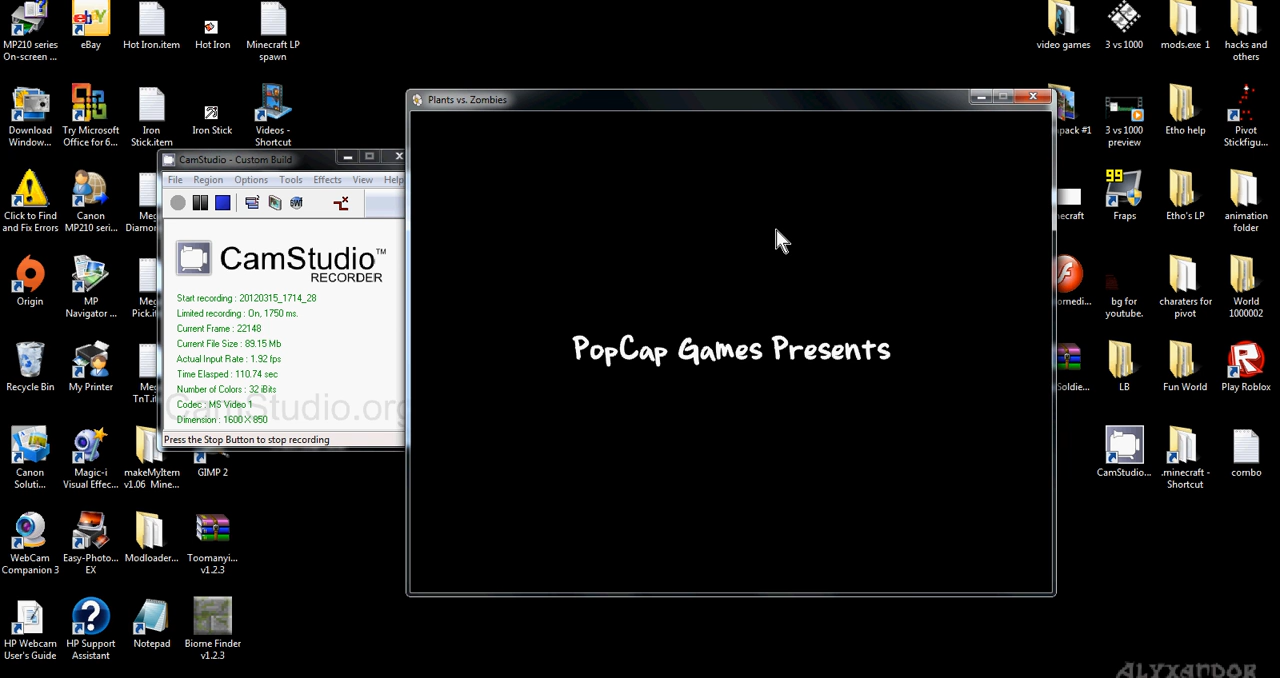 MP210 series
On-screen ...
eBay
Hot Iron.item
Hot Iron
Minecraft LP
spawn
video games
3 vs 1000
mods.exe 1
hacks and
others
Download
Window...
Try Microsoft
Office for 6...
Iron
Stick.item
Iron Stick
Videos -
Shortcut
Plants vs. Zombies
3 vs 1000
preview
Etho help
Pivot
Stickfigu...
CamStudio - Custom Build
File Region Options Tools Effects View Help
CamStudio™
RECORDER
Start recording : 20120315_1714_28
Limited recording : On, 1750 ms.
Current Frame : 22148
Current File Size : 89.15 Mb
Actual Input Rate : 1.92 fps
Time Elasped : 110.74 sec
Number of Colors : 32 iBits
Codec : MS Video 1
Dimension : 1600 X 850
CamStudio.org
Press the Stop Button to stop recording
PopCap Games Presents
Click to Find
and Fix Errors
Canon
MP210 seri...
99
Fraps
Etho's LP
animation
folder
Origin
MP
Navigator ...
bg for
youtube.
charaters for
pivot
World
1000002
Recycle Bin
My Printer
LB
Fun World
Play Roblox
Canon
Soluti...
Magic-i
Visual Effec...
makeMyItem
v1.06 Mine...
GIMP 2
CamStudio...
.minecraft -
Shortcut
combo
WebCam
Companion 3
Easy-Photo...
EX
Modloader...
Toomanyi...
v1.2.3
HP Webcam
User's Guide
HP Support
Assistant
Notepad
Biome Finder
v1.2.3
ALYXANDOR